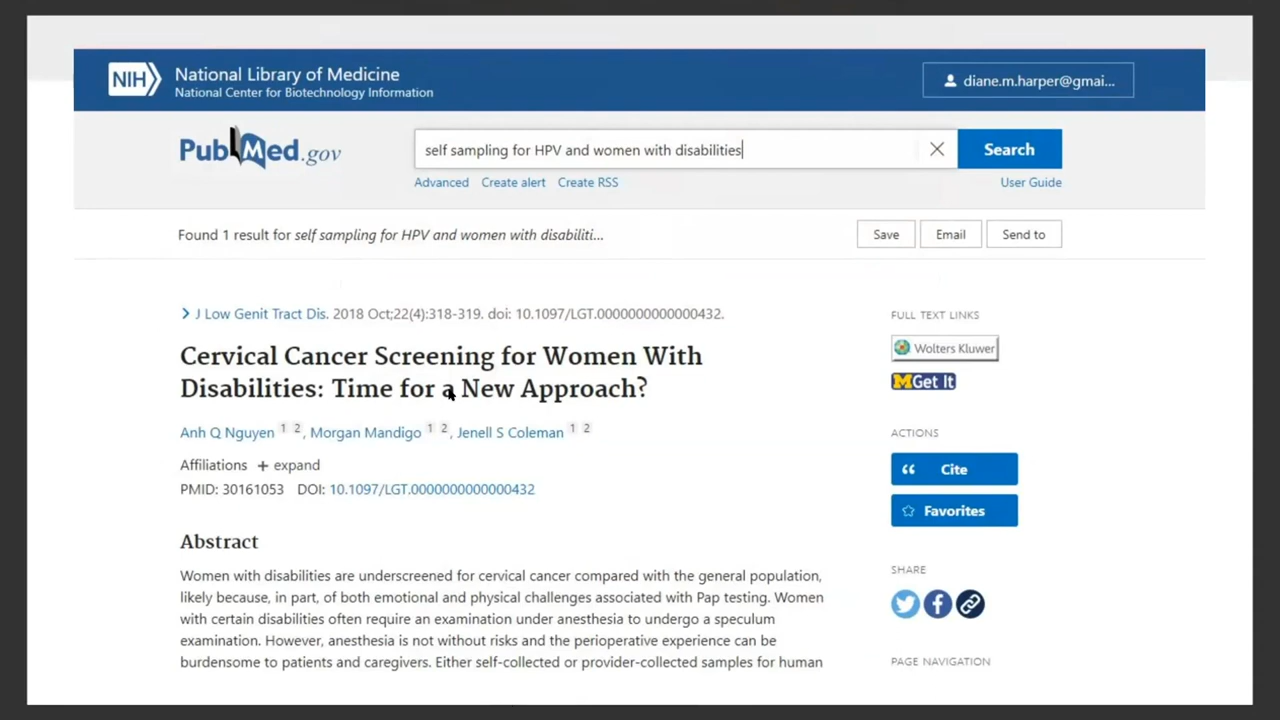 NIH
National Library of Medicine
National Center for Biotechnology Information
diane.m.harper@gmai...
PubMed.gov
self sampling for HPV and women with disabilities
Search
Advanced Create alert Create RSS
User Guide
Found 1 result for self sampling for HPV and women with disabiliti...
Save Email Send to
J Low Genit Tract Dis. 2018 Oct;22(4):318-319. doi: 10.1097/LGT.0000000000000432.
Cervical Cancer Screening for Women With
Disabilities: Time for a New Approach?
Anh Q Nguyen 1 2, Morgan Mandigo 1 2, Jenell S Coleman 1 2
Affiliations + expand
PMID: 30161053 DOI: 10.1097/LGT.0000000000000432
Abstract
Women with disabilities are underscreened for cervical cancer compared with the general population,
likely because, in part, of both emotional and physical challenges associated with Pap testing. Women
with certain disabilities often require an examination under anesthesia to undergo a speculum
examination. However, anesthesia is not without risks and the perioperative experience can be
burdensome to patients and caregivers. Either self-collected or provider-collected samples for human
FULL TEXT LINKS
Wolters Kluwer
MGet It
ACTIONS
Cite
Favorites
SHARE
PAGE NAVIGATION